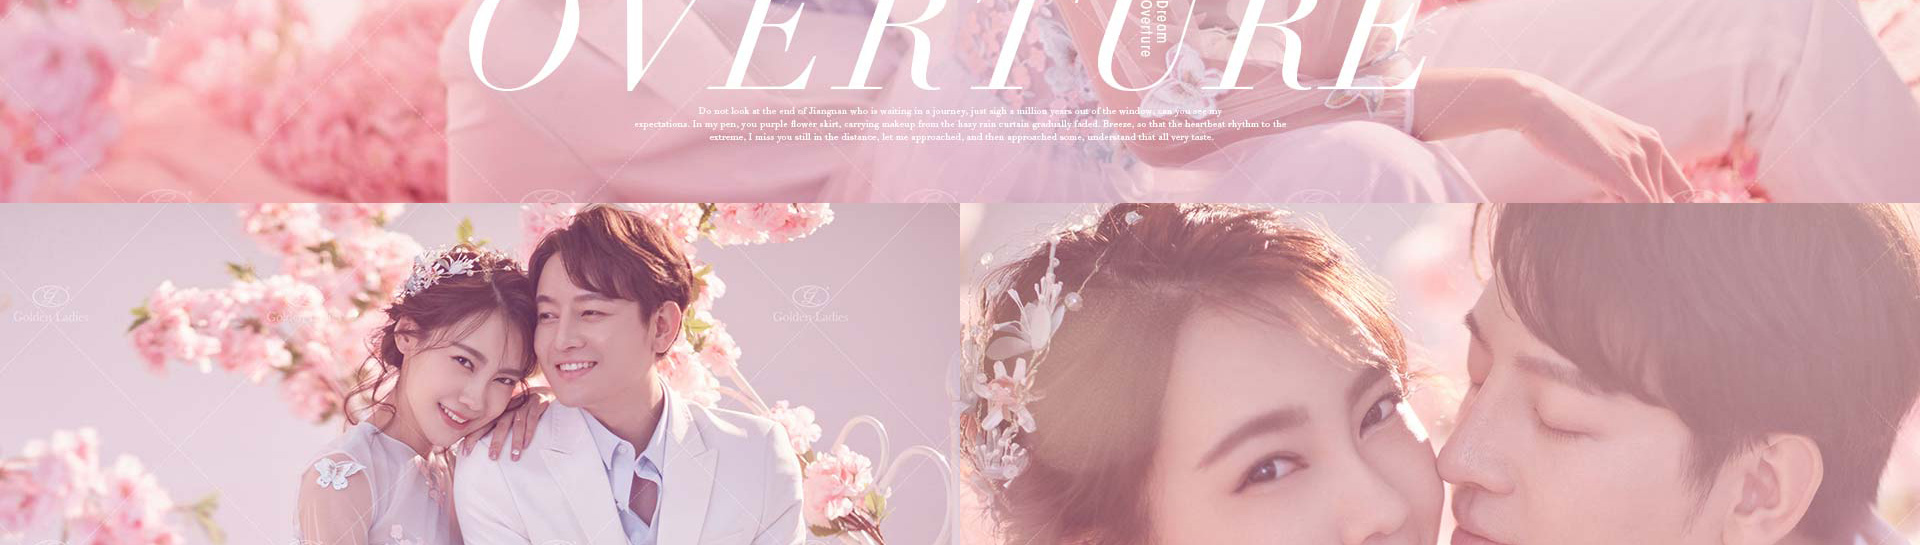 OVERTURE
Dream
Overture
Do not look at the end of Jiangnan who is waiting in a journey, just sigh a million years out of the window, can you see my
expectations. In my pen, you purple flower skirt, carrying makeup from the hazy rain curtain gradually faded. Breeze, so that the heartbeat rhythm to the
extreme, I miss you still in the distance, let me approached, and then approached some, understand that all very taste.
Golden Ladies
Golden Ladies
Golden Ladies